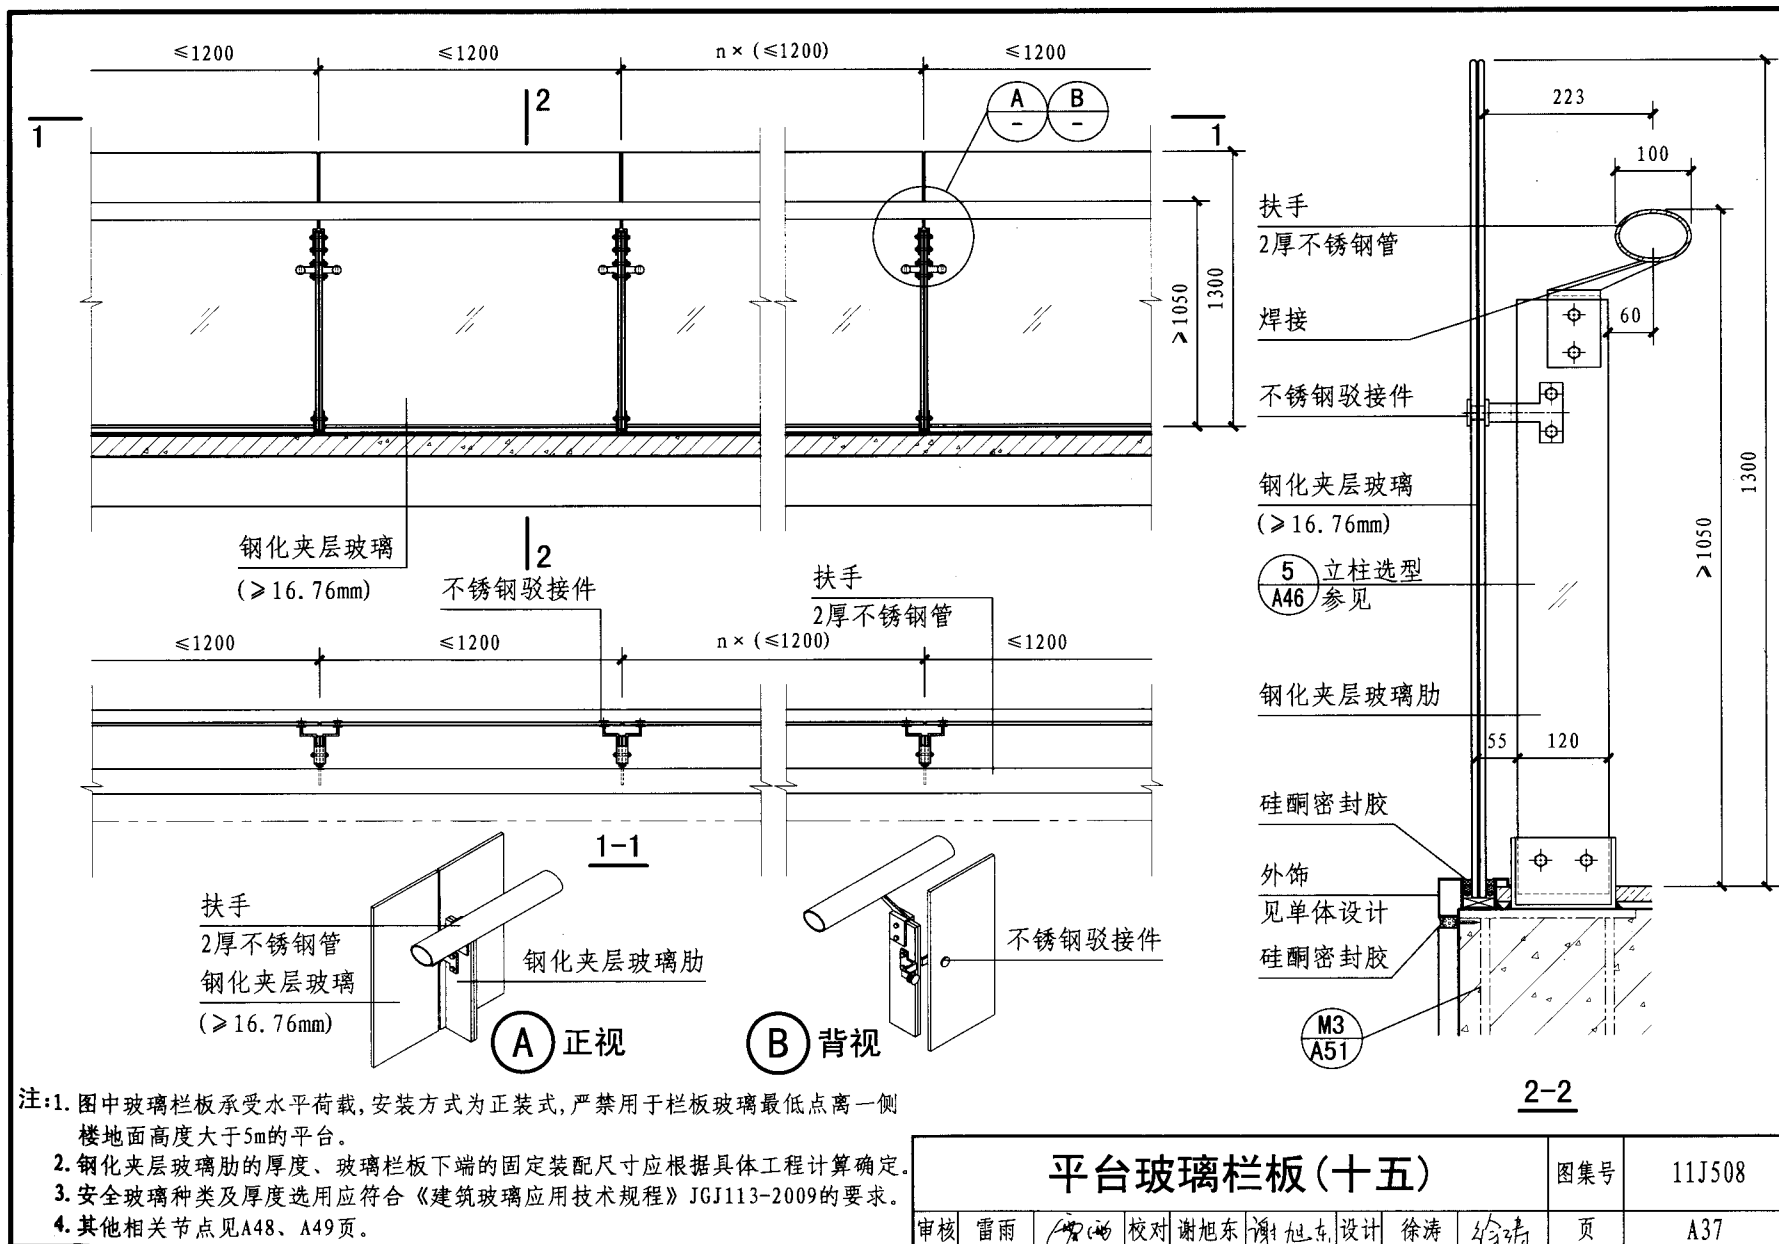 ≤1200
≤1200
n×(≤1200)
≤1200
1
2
A
-
B
-
1
≥1050
1300
钢化夹层玻璃
(≥16.76mm)
2
不锈钢驳接件
扶手
2厚不锈钢管
≤1200
≤1200
n×(≤1200)
≤1200
1-1
扶手
2厚不锈钢管
钢化夹层玻璃
(≥16.76mm)
钢化夹层玻璃肋
A 正视
不锈钢驳接件
B 背视
223
100
扶手
2厚不锈钢管
焊接
60
不锈钢驳接件
钢化夹层玻璃
(≥16.76mm)
5
A46
立柱选型
参见
钢化夹层玻璃肋
55
120
≥1050
1300
硅酮密封胶
外饰
见单体设计
硅酮密封胶
M3
A51
2-2
注:1. 图中玻璃栏板承受水平荷载,安装方式为正装式,严禁用于栏板玻璃最低点离一侧
楼地面高度大于5m的平台。
2. 钢化夹层玻璃肋的厚度、玻璃栏板下端的固定装配尺寸应根据具体工程计算确定。
3. 安全玻璃种类及厚度选用应符合《建筑玻璃应用技术规程》JGJ113-2009的要求。
4. 其他相关节点见A48、A49页。
平台玻璃栏板(十五)
图集号
11J508
审核 雷雨 校对 谢旭东 谢旭东 设计 徐涛 徐涛 页 A37